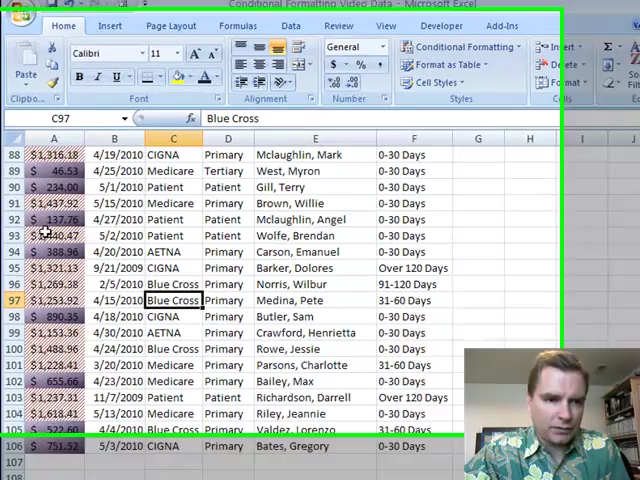 Conditional Formatting Video Data - Microsoft Excel
Home Insert Page Layout Formulas Data Review View Developer Add-Ins
Calibri 11 General Conditional Formatting Insert Σ
Paste B I U $ % , Format as Table Delete
Cell Styles Format
Clipboard Font Alignment Number Styles Cells
C97 fx Blue Cross
A B C D E F G H I J
88 $1,316.18 4/19/2010 CIGNA Primary Mclaughlin, Mark 0-30 Days
89 $ 46.53 4/25/2010 Medicare Tertiary West, Myron 0-30 Days
90 $ 234.00 5/1/2010 Patient Patient Gill, Terry 0-30 Days
91 $1,437.92 5/15/2010 Medicare Primary Brown, Willie 0-30 Days
92 $ 137.76 4/27/2010 Patient Patient Mclaughlin, Angel 0-30 Days
93 5/2/2010 Patient Patient Wolfe, Brendan 0-30 Days
94 $ 388.96 4/20/2010 AETNA Primary Carson, Emanuel 0-30 Days
95 $1,321.13 9/21/2009 CIGNA Primary Barker, Dolores Over 120 Days
96 $1,269.38 2/5/2010 Blue Cross Primary Norris, Wilbur 91-120 Days
97 $1,253.92 4/15/2010 Blue Cross Primary Medina, Pete 31-60 Days
98 $ 890.35 4/18/2010 CIGNA Primary Butler, Sam 0-30 Days
99 $1,153.36 4/30/2010 AETNA Primary Crawford, Henrietta 0-30 Days
100 $1,488.96 4/24/2010 Blue Cross Primary Rowe, Jessie 0-30 Days
101 $1,228.41 3/20/2010 Medicare Primary Parsons, Charlotte 31-60 Days
102 $ 655.66 4/23/2010 Medicare Primary Bailey, Max 0-30 Days
103 $1,237.31 11/7/2009 Patient Primary Richardson, Darrell Over 120 Days
104 $1,618.41 5/13/2010 Medicare Primary Riley, Jeannie 0-30 Days
105 $ 522.60 4/4/2010 Blue Cross Primary Valdez, Lorenzo 31-60 Days
106 $ 751.52 5/3/2010 CIGNA Primary Bates, Gregory 0-30 Days
107
108